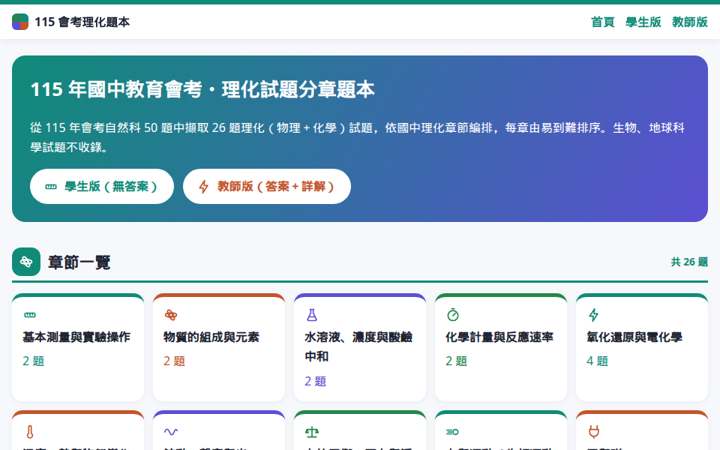 115 會考理化題本
首頁 學生版 教師版
115 年國中教育會考・理化試題分章題本
從 115 年會考自然科 50 題中擷取 26 題理化（物理 + 化學）試題，依國中理化章節編排，每章由易到難排序。生物、地球科
學試題不收錄。
學生版（無答案） 教師版（答案 + 詳解）
章節一覽
共 26 題
基本測量與實驗操作
2 題
物質的組成與元素
2 題
水溶液、濃度與酸鹼
中和
2 題
化學計量與反應速率
2 題
氧化還原與電化學
4 題